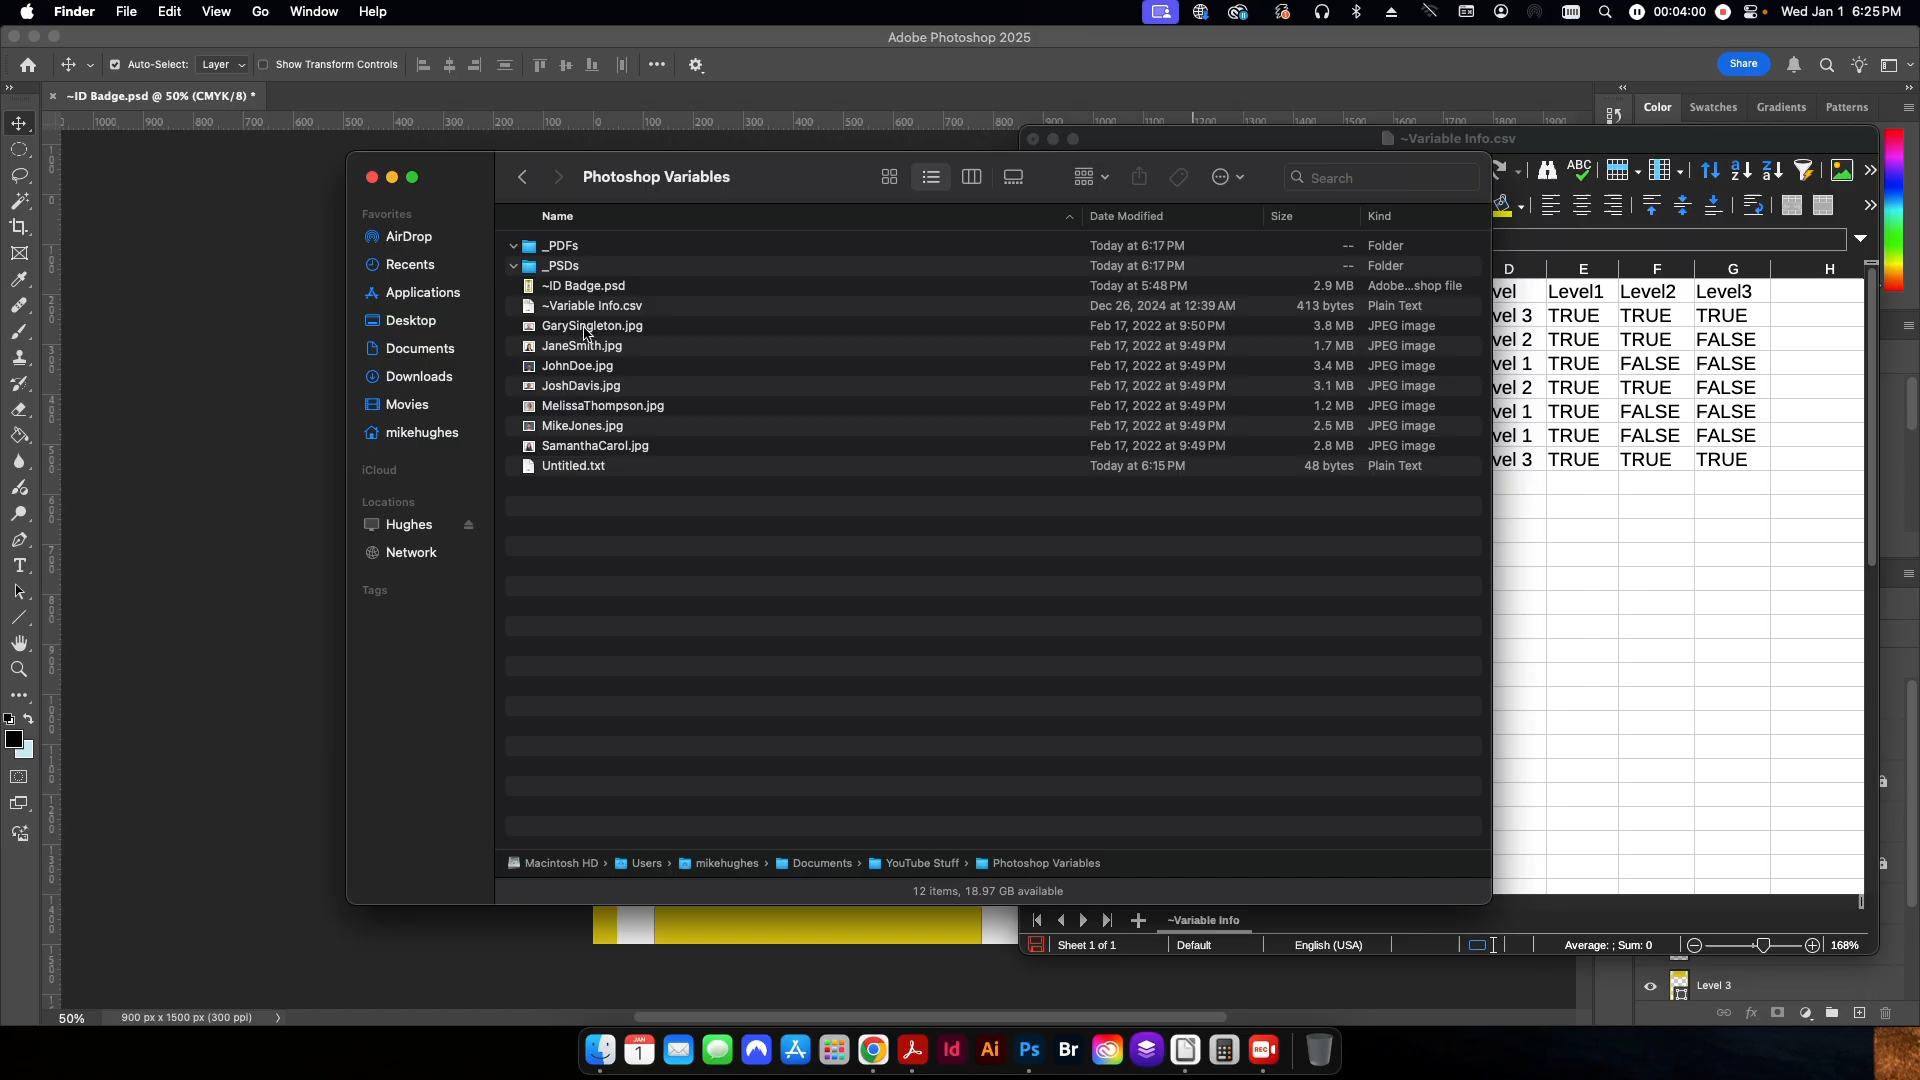 Finder File Edit View Go Window Help 00:04:00 Wed Jan 1 6:25 PM
Adobe Photoshop 2025
Auto-Select: Layer Show Transform Controls Share
~ID Badge.psd @ 50% (CMYK/8) *
Color Swatches Gradients Patterns
~Variable Info.csv
Photoshop Variables
Search
Favorites
AirDrop
Recents
Applications
Desktop
Documents
Downloads
Movies
mikehughes
iCloud
Locations
Hughes
Network
Tags
Name Date Modified Size Kind
_PDFs Today at 6:17 PM -- Folder
_PSDs Today at 6:17 PM -- Folder
~ID Badge.psd Today at 5:48 PM 2.9 MB Adobe...shop file
~Variable Info.csv Dec 26, 2024 at 12:39 AM 413 bytes Plain Text
GarySingleton.jpg Feb 17, 2022 at 9:50 PM 3.8 MB JPEG image
JaneSmith.jpg Feb 17, 2022 at 9:49 PM 1.7 MB JPEG image
JohnDoe.jpg Feb 17, 2022 at 9:49 PM 3.4 MB JPEG image
JoshDavis.jpg Feb 17, 2022 at 9:49 PM 3.1 MB JPEG image
MelissaThompson.jpg Feb 17, 2022 at 9:49 PM 1.2 MB JPEG image
MikeJones.jpg Feb 17, 2022 at 9:49 PM 2.5 MB JPEG image
SamanthaCarol.jpg Feb 17, 2022 at 9:49 PM 2.8 MB JPEG image
Untitled.txt Today at 6:15 PM 48 bytes Plain Text
Macintosh HD › Users › mikehughes › Documents › YouTube Stuff › Photoshop Variables
12 items, 18.97 GB available
ABC
D E F G H
vel Level1 Level2 Level3
vel 3 TRUE TRUE TRUE
vel 2 TRUE TRUE FALSE
vel 1 TRUE FALSE FALSE
vel 2 TRUE TRUE FALSE
vel 1 TRUE FALSE FALSE
vel 1 TRUE FALSE FALSE
vel 3 TRUE TRUE TRUE
~Variable Info
Sheet 1 of 1 Default English (USA) Average: ; Sum: 0 168%
Level 3
fx
50% 900 px x 1500 px (300 ppi)
JAN
1
Id Ai Ps Br REC